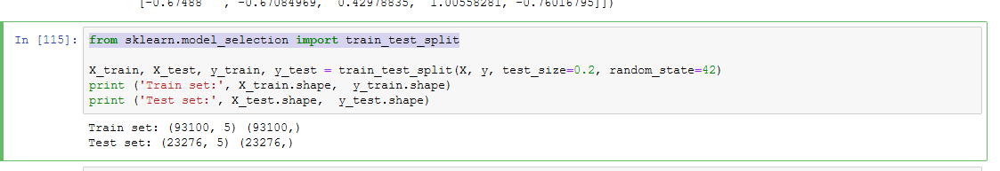 [-0.67488   , -0.67084969,  0.42978835,  1.00558281, -0.76016795]])
In [115]: from sklearn.model_selection import train_test_split
X_train, X_test, y_train, y_test = train_test_split(X, y, test_size=0.2, random_state=42)
print ('Train set:', X_train.shape,  y_train.shape)
print ('Test set:', X_test.shape,  y_test.shape)
Train set: (93100, 5) (93100,)
Test set: (23276, 5) (23276,)